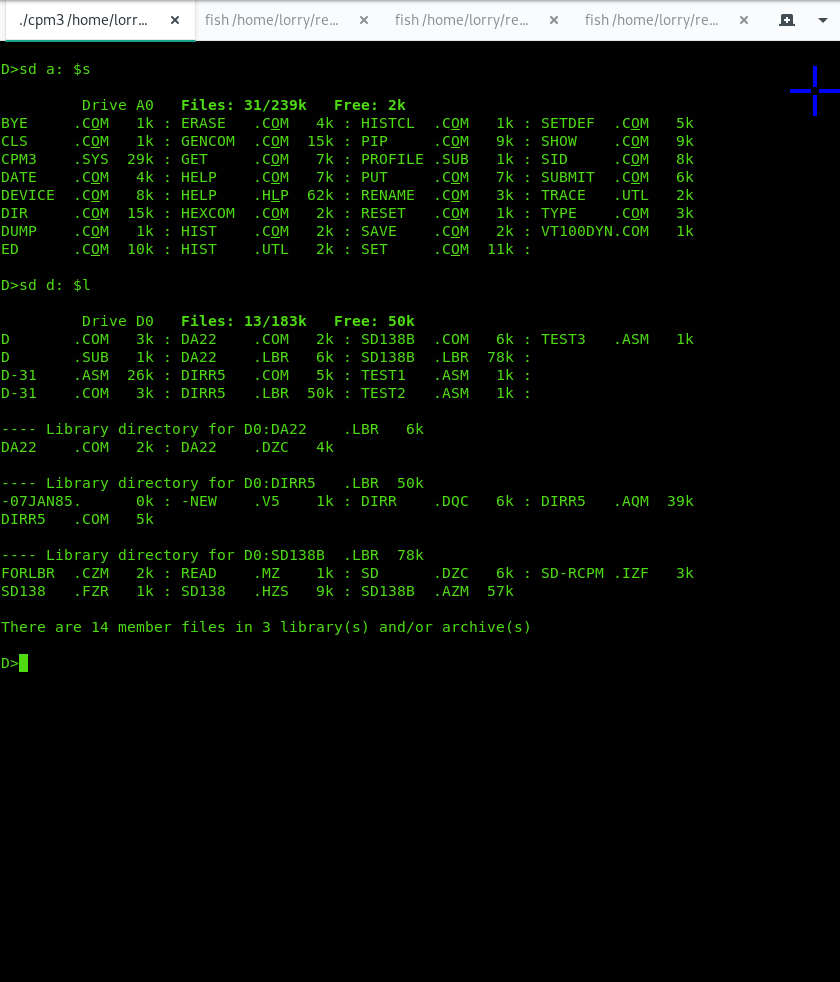 ./cpm3 /home/lorr... fish /home/lorry/re... fish /home/lorry/re... fish /home/lorry/re...
D>sd a: $s
Drive A0   Files: 31/239k   Free: 2k
BYE     .COM   1k : ERASE   .COM   4k : HISTCL  .COM   1k : SETDEF  .COM   5k
CLS     .COM   1k : GENCOM  .COM  15k : PIP     .COM   9k : SHOW    .COM   9k
CPM3    .SYS  29k : GET     .COM   7k : PROFILE .SUB   1k : SID     .COM   8k
DATE    .COM   4k : HELP    .COM   7k : PUT     .COM   7k : SUBMIT  .COM   6k
DEVICE  .COM   8k : HELP    .HLP  62k : RENAME  .COM   3k : TRACE   .UTL   2k
DIR     .COM  15k : HEXCOM  .COM   2k : RESET   .COM   1k : TYPE    .COM   3k
DUMP    .COM   1k : HIST    .COM   2k : SAVE    .COM   2k : VT100DYN.COM   1k
ED      .COM  10k : HIST    .UTL   2k : SET     .COM  11k :
D>sd d: $l
Drive D0   Files: 13/183k   Free: 50k
D       .COM   3k : DA22    .COM   2k : SD138B  .COM   6k : TEST3   .ASM   1k
D       .SUB   1k : DA22    .LBR   6k : SD138B  .LBR  78k :
D-31    .ASM  26k : DIRR5   .COM   5k : TEST1   .ASM   1k :
D-31    .COM   3k : DIRR5   .LBR  50k : TEST2   .ASM   1k :
---- Library directory for D0:DA22    .LBR   6k
DA22    .COM   2k : DA22    .DZC   4k
---- Library directory for D0:DIRR5   .LBR  50k
-07JAN85.      0k : -NEW    .V5    1k : DIRR    .DQC   6k : DIRR5   .AQM  39k
DIRR5   .COM   5k
---- Library directory for D0:SD138B  .LBR  78k
FORLBR  .CZM   2k : READ    .MZ    1k : SD      .DZC   6k : SD-RCPM .IZF   3k
SD138   .FZR   1k : SD138   .HZS   9k : SD138B  .AZM  57k
There are 14 member files in 3 library(s) and/or archive(s)
D>